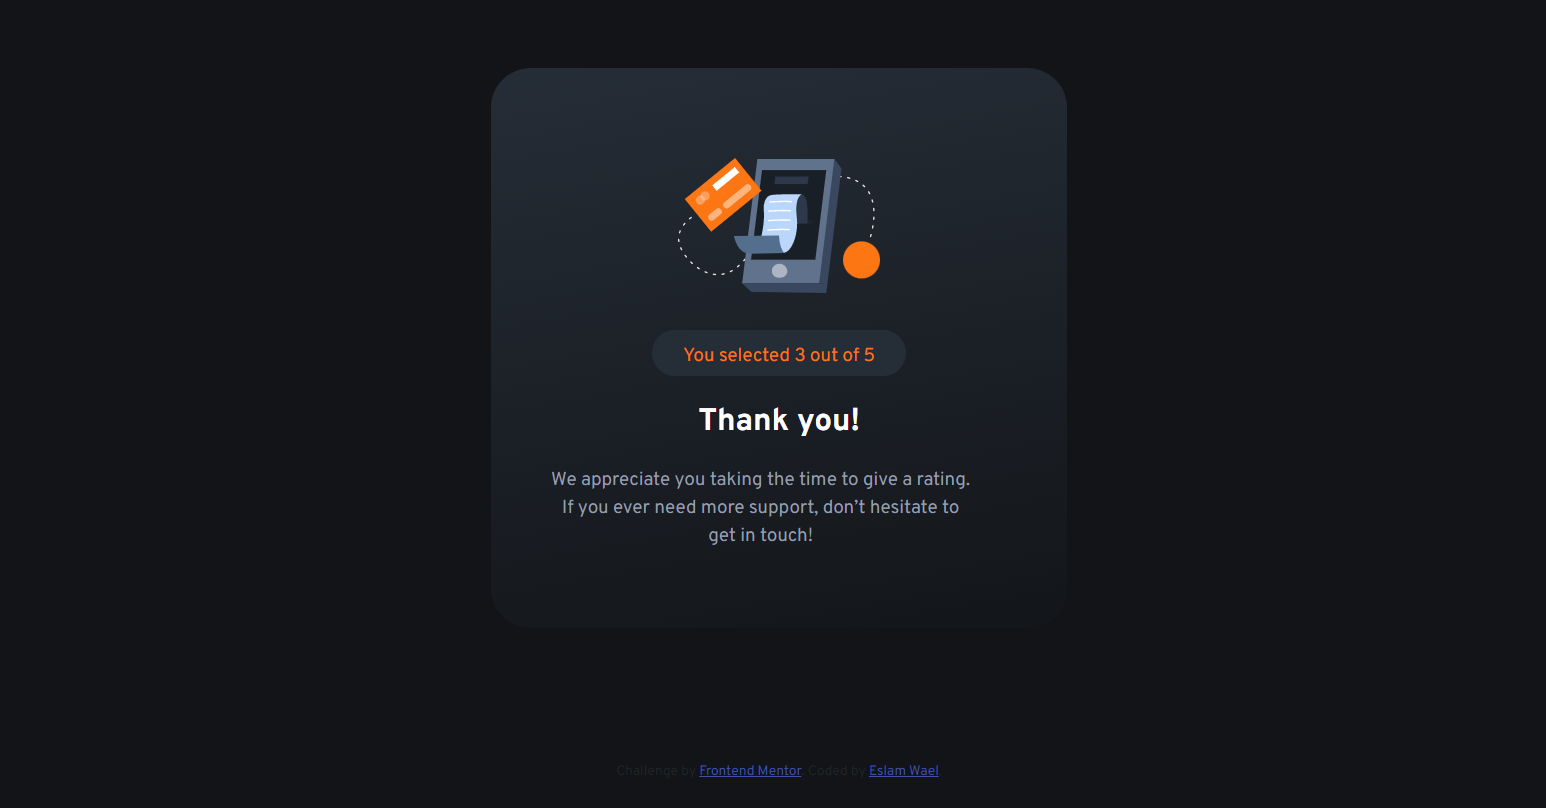 You selected 3 out of 5
Thank you!
We appreciate you taking the time to give a rating.
If you ever need more support, don’t hesitate to
get in touch!
Challenge by Frontend Mentor. Coded by Eslam Wael.